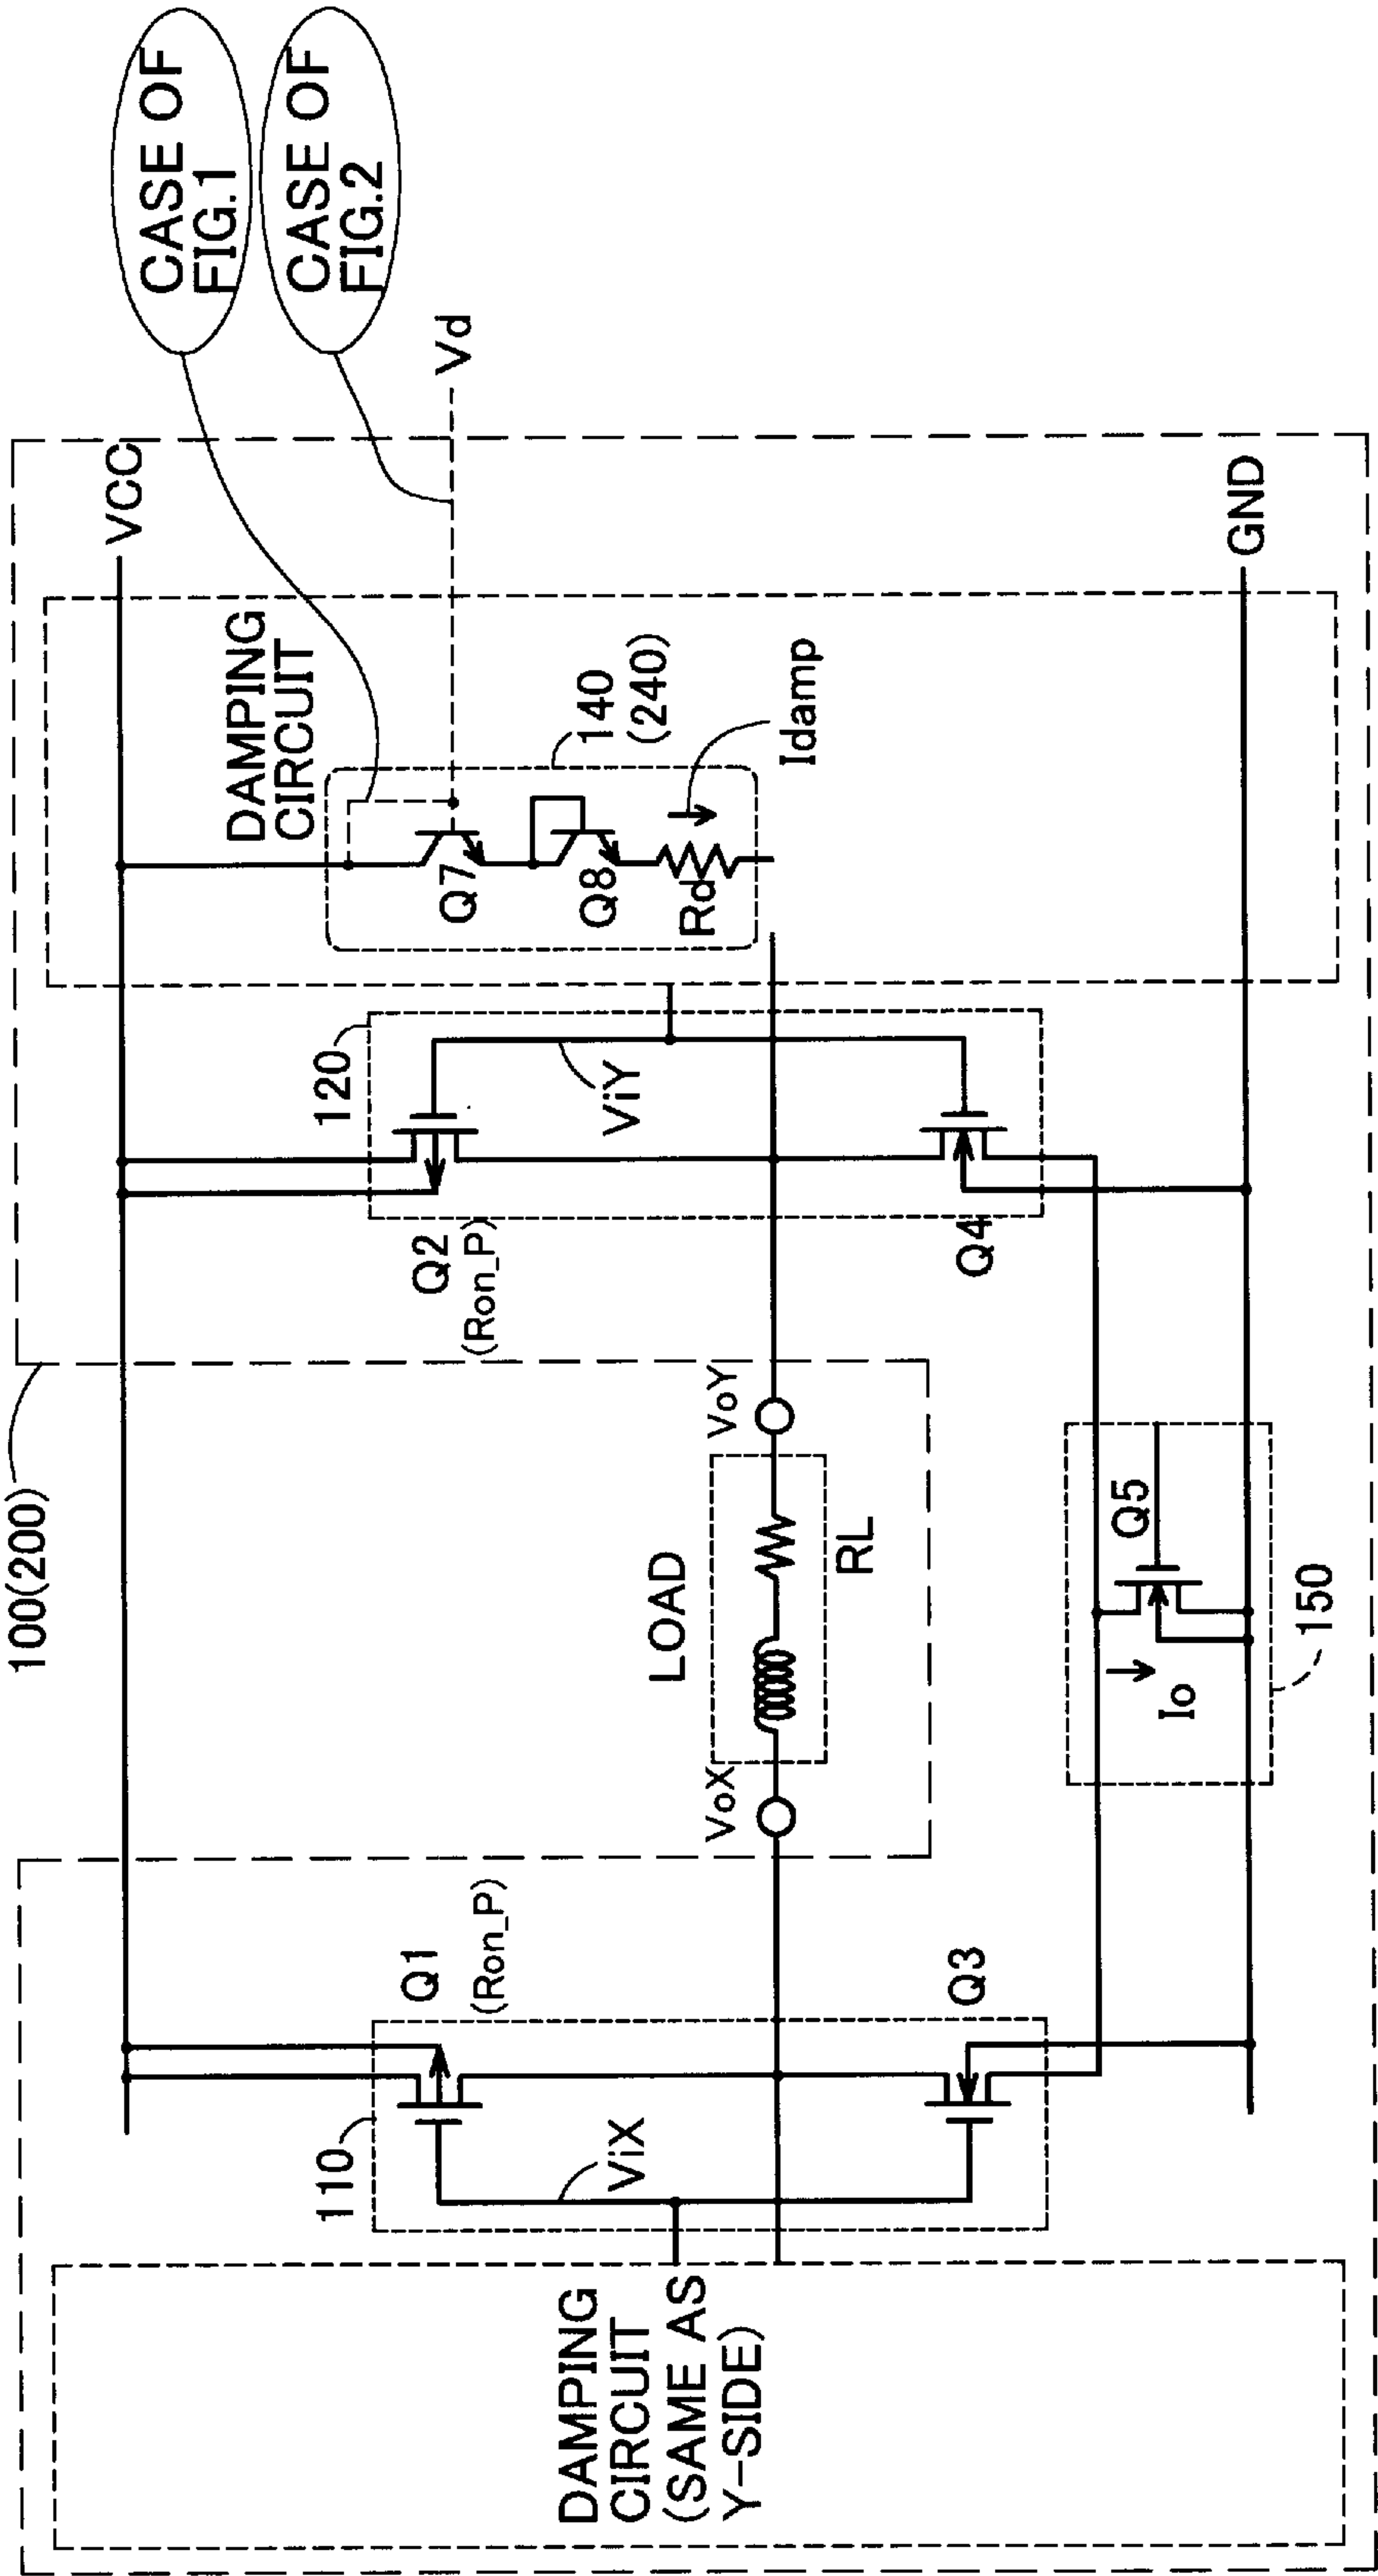 100(200)
VCC
CASE OF
FIG.1
CASE OF
FIG.2
Vd
DAMPING
CIRCUIT
140
(240)
Q7
Q8
Rd
Idamp
120
ViY
Q2
(Ron_P)
Q4
GND
LOAD
VoX
VoY
RL
Q5
Io
150
110
ViX
Q1
(Ron_P)
Q3
DAMPING
CIRCUIT
(SAME AS
Y-SIDE)